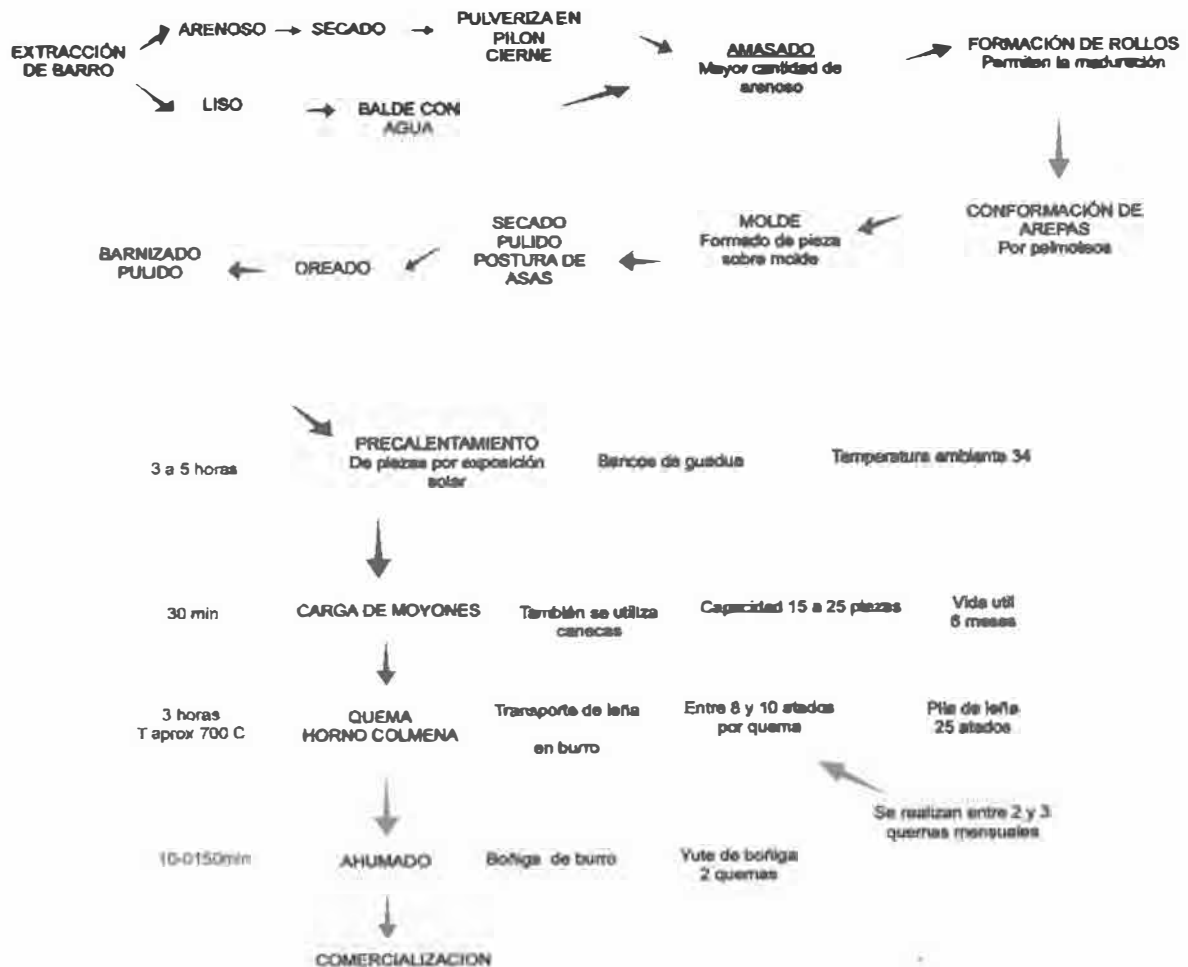 EXTRACCIÓN
DE BARRO
ARENOSO
SECADO
PULVERIZA EN
PILON
CIERNE
LISO
BALDE CON
AGUA
AMASADO
Mayor cantidad de
arenoso
FORMACIÓN DE ROLLOS
Permiten la maduración
CONFORMACIÓN DE
AREPAS
Por palmoteos
MOLDE
Formado de pieza
sobre molde
SECADO
PULIDO
POSTURA DE
ASAS
OREADO
BARNIZADO
PULIDO
3 a 5 horas
PRECALENTAMIENTO
De piezas por exposición
solar
Bancos de guadua
Temperatura ambiente 34
30 min
CARGA DE MOYONES
También se utiliza
canecas
Capacidad 15 a 25 piezas
Vida util
6 meses
3 horas
T aprox 700 C
QUEMA
HORNO COLMENA
Transporte de leña
en burro
Entre 8 y 10 atados
por quema
Pila de leña
25 atados
Se realizan entre 2 y 3
quemas mensuales
10-0150min
AHUMADO
Boñiga de burro
Yute de boñiga
2 quemas
COMERCIALIZACION